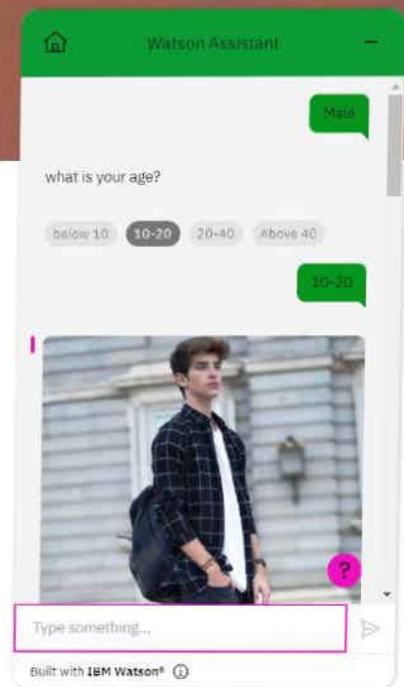 Watson Assistant
Male
what is your age?
below 10 10-20 20-40 Above 40
10-20
?
Type something...
Built with IBM Watson®